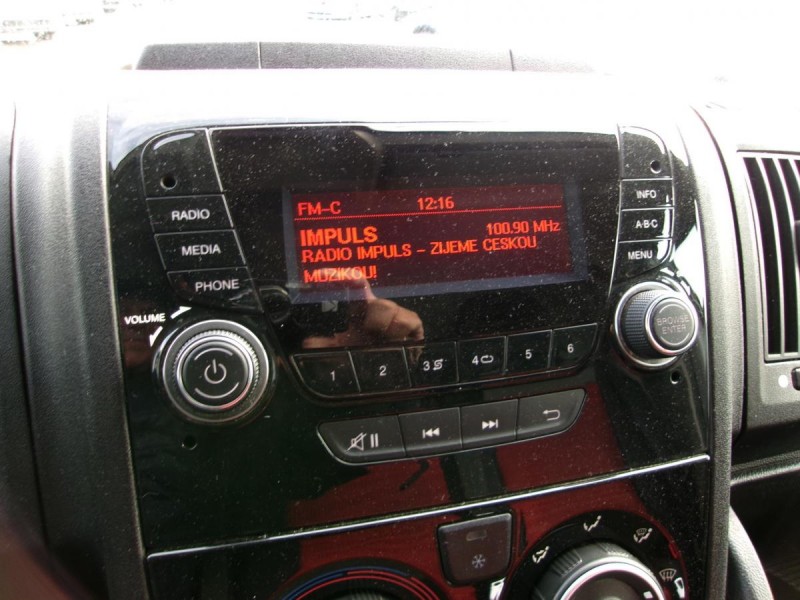 FM-C 12:16
IMPULS 100.90 MHz
RADIO IMPULS - ZIJEME CESKOU
MUZIKOU!
RADIO
MEDIA
PHONE
VOLUME
INFO
A·B·C
MENU
BROWSE
ENTER
1 2 3 4 5 6